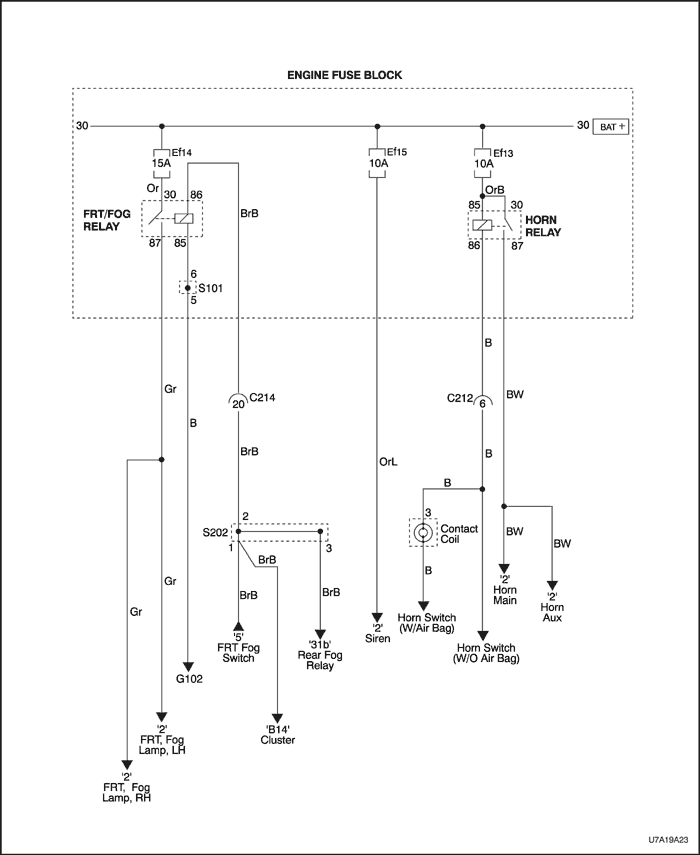 ENGINE FUSE BLOCK
30
30
BAT +
Ef14
15A
Ef15
10A
Ef13
10A
Or
30
86
OrB
85
30
FRT/FOG
RELAY
BrB
HORN
RELAY
87
85
86
87
6
S101
5
B
Gr
BW
20
C214
C212
6
B
BrB
B
OrL
B
2
3
S202
Contact
Coil
1
3
BW
BW
BrB
B
Gr
BrB
BrB
'2'
Horn
Main
'2'
Horn
Aux
Gr
Horn Switch
(W/Air Bag)
'2'
Siren
'5'
FRT Fog
Switch
'31b'
Rear Fog
Relay
Horn Switch
(W/O Air Bag)
G102
'2'
FRT, Fog
Lamp, LH
'B14'
Cluster
'2'
FRT, Fog
Lamp, RH
U7A19A23